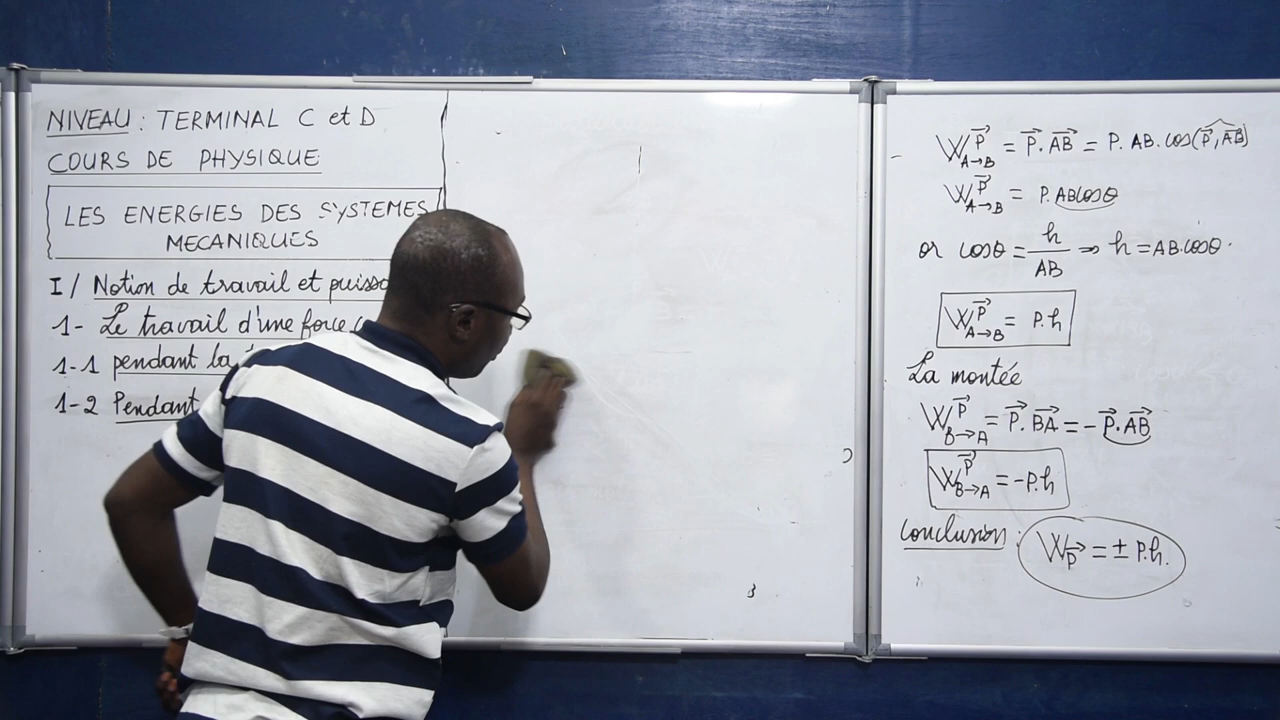 NIVEAU : TERMINAL C et D
COURS DE PHYSIQUE
LES ENERGIES DES SYSTEMES
MECANIQUES
I/ Notion de travail et puiss
1- Le travail d'une force
1-1 pendant la
1-2 Pendant
W_{A→B}^{\vec{P}} = \vec{P}.\vec{AB} = P. AB. cos(\widehat{\vec{P},\vec{AB}})
W_{A→B}^{\vec{P}} = P. ABcosθ
or cosθ = h/AB ⇒ h = AB.cosθ.
W_{A→B}^{\vec{P}} = P.h
La montée
W_{B→A}^{\vec{P}} = \vec{P}.\vec{BA} = -\vec{P}.\vec{AB}
W_{B→A}^{\vec{P}} = -P.h
conclusion : W_{\vec{P}} = ± P.h.